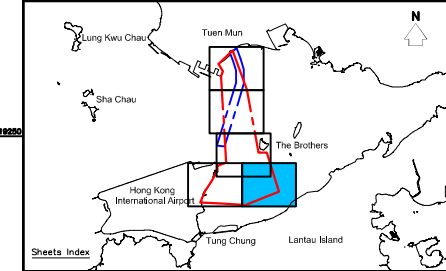 Tuen Mun
N
Lung Kwu Chau
Sha Chau
19250
The Brothers
Hong Kong
International Airport
Tung Chung
Lantau Island
Sheets Index